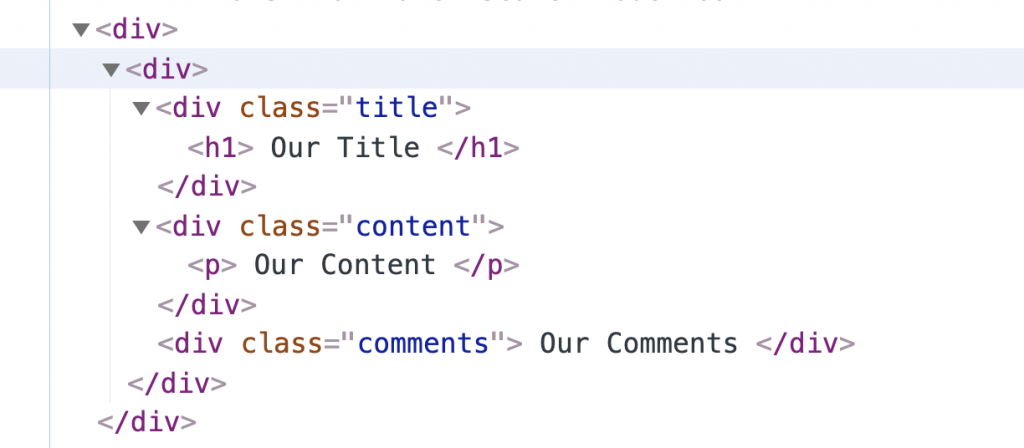 <div>
<div>
<div class="title">
<h1> Our Title </h1>
</div>
<div class="content">
<p> Our Content </p>
</div>
<div class="comments"> Our Comments </div>
</div>
</div>